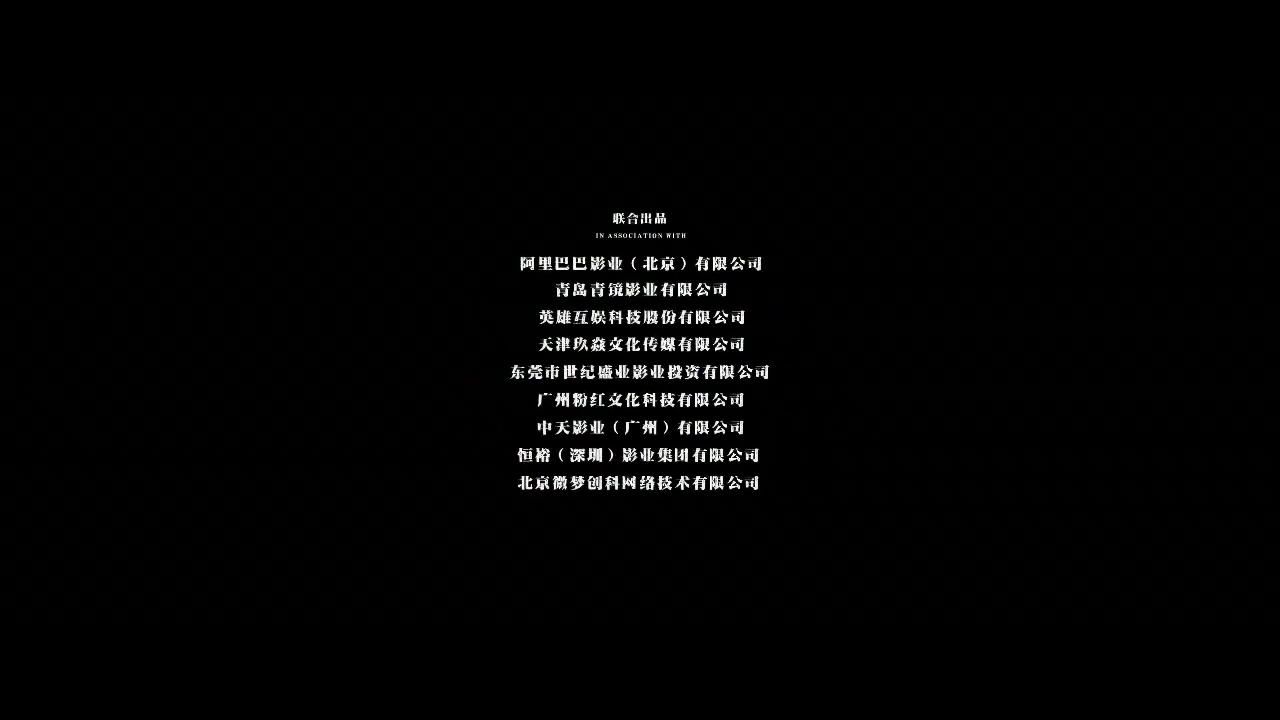 联合出品
IN ASSOCIATION WITH
阿里巴巴影业（北京）有限公司
青岛青镜影业有限公司
英雄互娱科技股份有限公司
天津玖焱文化传媒有限公司
东莞市世纪盛业影业投资有限公司
广州粉红文化科技有限公司
中天影业（广州）有限公司
恒裕（深圳）影业集团有限公司
北京微梦创科网络技术有限公司